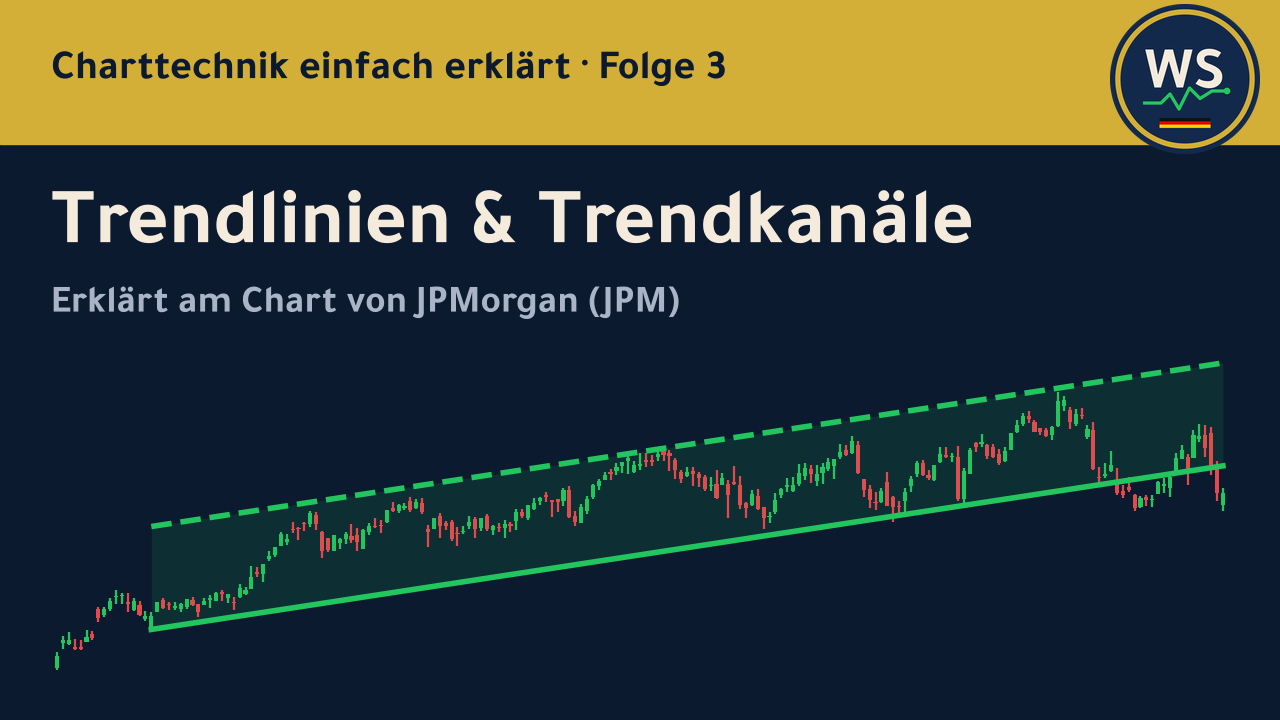 Charttechnik einfach erklärt · Folge 3
WS
Trendlinien & Trendkanäle
Erklärt am Chart von JPMorgan (JPM)